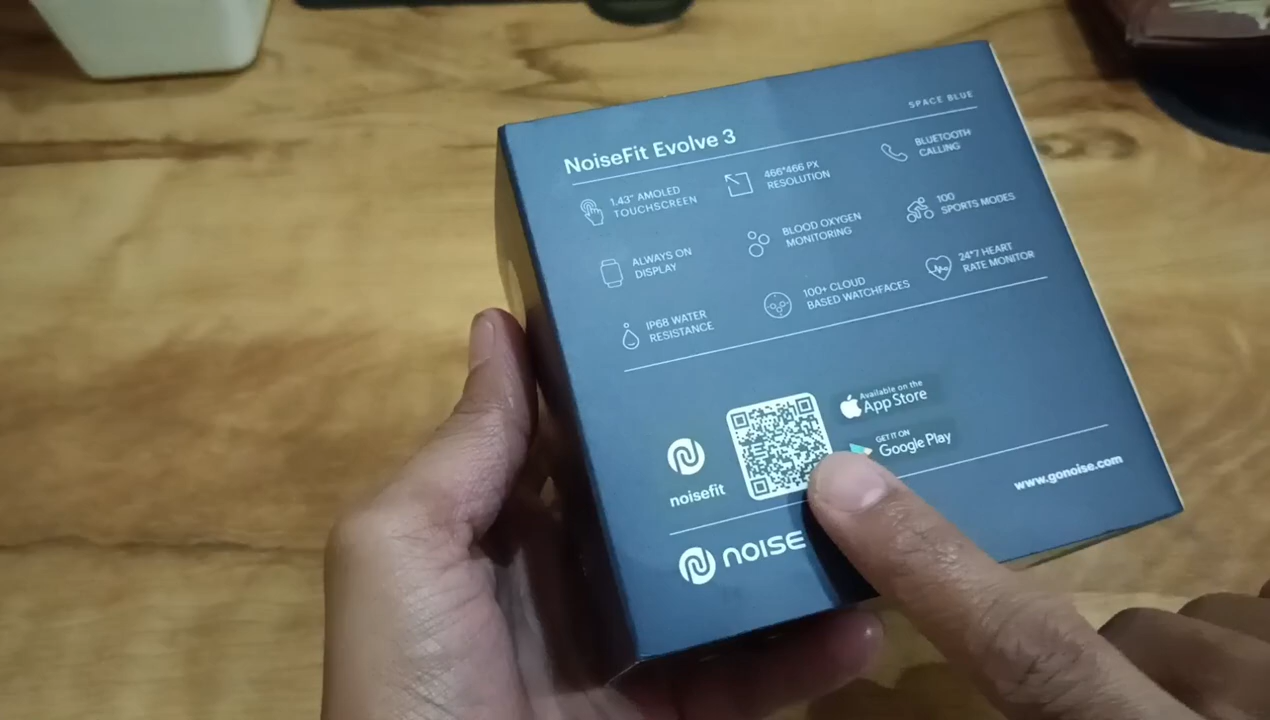 SPACE BLUE
NoiseFit Evolve 3
1.43" AMOLED
TOUCHSCREEN
466*466 PX
RESOLUTION
BLUETOOTH
CALLING
ALWAYS ON
DISPLAY
BLOOD OXYGEN
MONITORING
100
SPORTS MODES
IP68 WATER
RESISTANCE
100+ CLOUD
BASED WATCHFACES
24*7 HEART
RATE MONITOR
noisefit
Available on the
App Store
GET IT ON
Google Play
www.gonoise.com
NOISE